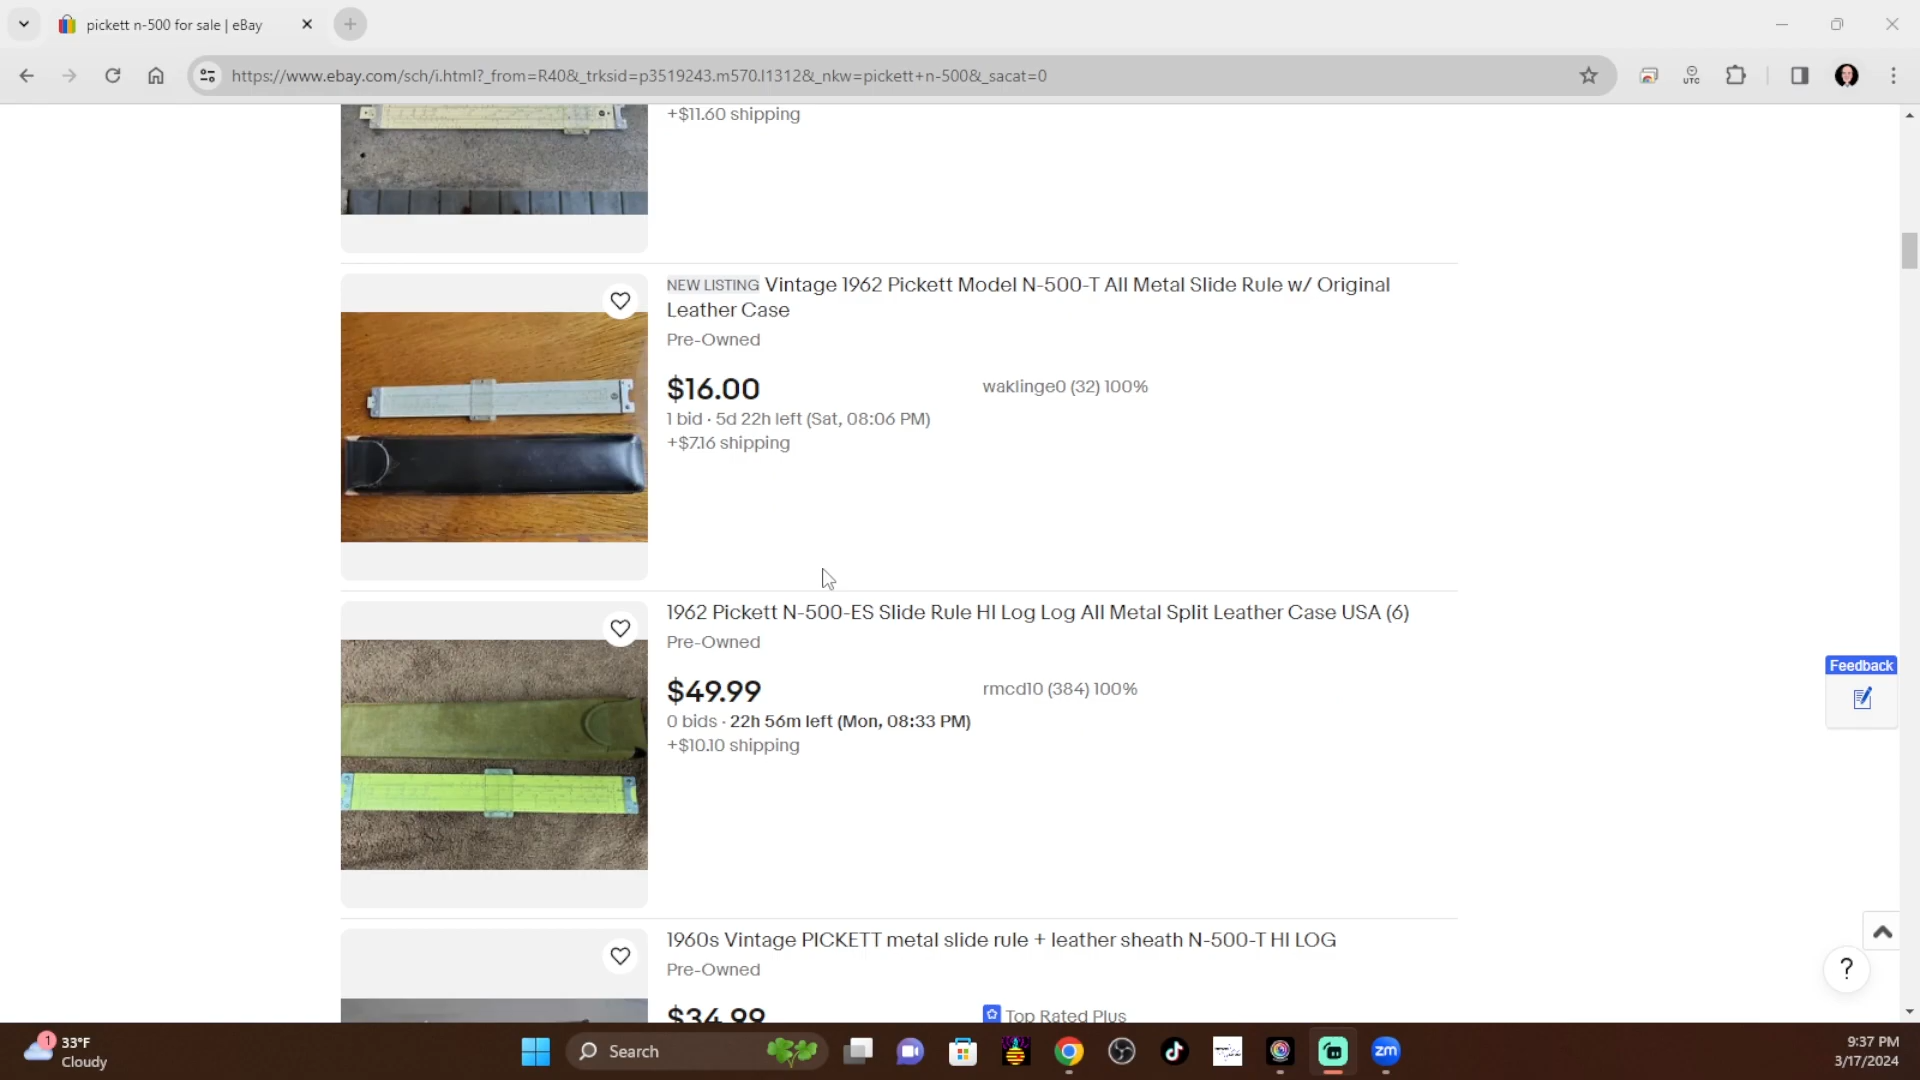 pickett n-500 for sale | eBay
https://www.ebay.com/sch/i.html?_from=R40&_trksid=p3519243.m570.l1312&_nkw=pickett+n-500&_sacat=0
UTC
+$11.60 shipping
NEW LISTING Vintage 1962 Pickett Model N-500-T All Metal Slide Rule w/ Original
Leather Case
Pre-Owned
$16.00
waklinge0 (32) 100%
1 bid · 5d 22h left (Sat, 08:06 PM)
+$7.16 shipping
1962 Pickett N-500-ES Slide Rule HI Log Log All Metal Split Leather Case USA (6)
Pre-Owned
$49.99
rmcd10 (384) 100%
0 bids · 22h 56m left (Mon, 08:33 PM)
+$10.10 shipping
Feedback
1960s Vintage PICKETT metal slide rule + leather sheath N-500-T HI LOG
Pre-Owned
$34.99
Top Rated Plus
?
1
33°F
Cloudy
Search
zm
9:37 PM
3/17/2024